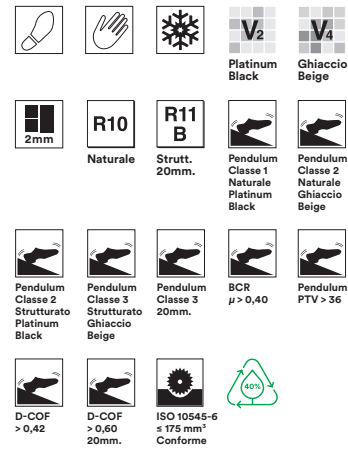 V2
V4
Platinum
Black
Ghiaccio
Beige
2mm
R10
R11
B
Naturale
Strutt.
20mm.
Pendulum
Classe 1
Naturale
Platinum
Black
Pendulum
Classe 2
Naturale
Ghiaccio
Beige
Pendulum
Classe 2
Strutturato
Platinum
Black
Pendulum
Classe 3
Strutturato
Ghiaccio
Beige
Pendulum
Classe 3
20mm.
BCR
µ > 0,40
Pendulum
PTV > 36
D-COF
> 0,42
D-COF
> 0,60
20mm.
ISO 10545-6
≤ 175 mm³
Conforme
40%